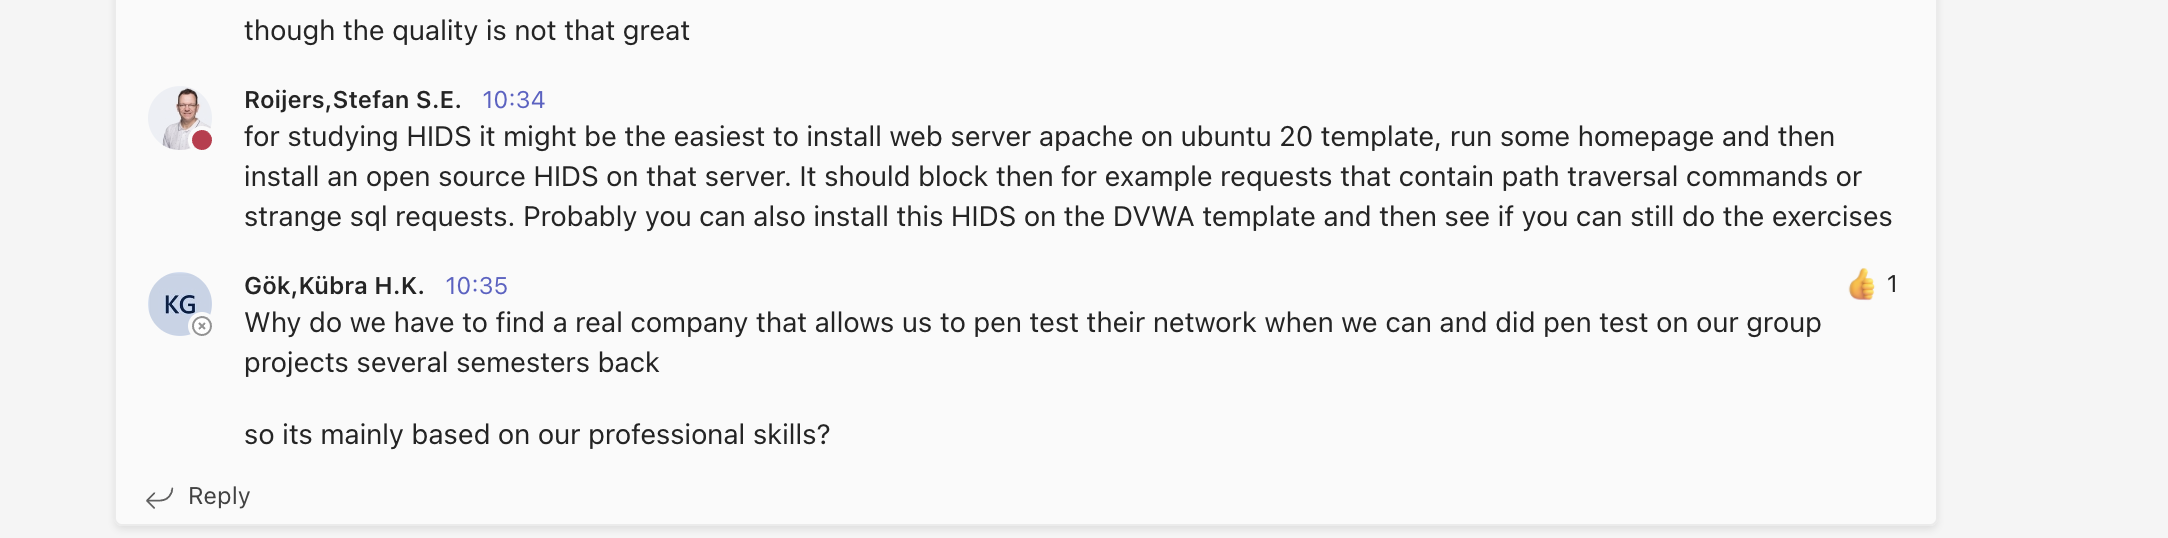 though the quality is not that great
Roijers,Stefan S.E. 10:34
for studying HIDS it might be the easiest to install web server apache on ubuntu 20 template, run some homepage and then
install an open source HIDS on that server. It should block then for example requests that contain path traversal commands or
strange sql requests. Probably you can also install this HIDS on the DVWA template and then see if you can still do the exercises
KG
Gök,Kübra H.K. 10:35
👍 1
Why do we have to find a real company that allows us to pen test their network when we can and did pen test on our group
projects several semesters back
so its mainly based on our professional skills?
Reply